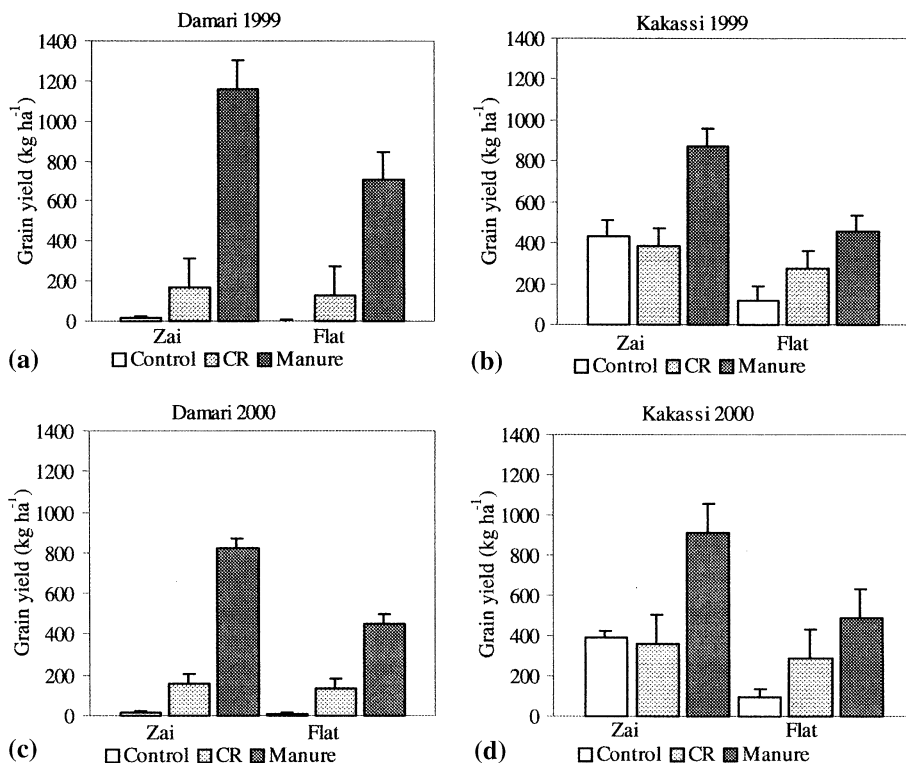 Damari 1999
Grain yield (kg ha⁻¹)
1400
1200
1000
800
600
400
200
0
Zai Flat
(a) Control CR Manure
Kakassi 1999
Grain yield (kg ha⁻¹)
1400
1200
1000
800
600
400
200
0
Zai Flat
(b) Control CR Manure
Damari 2000
Grain yield (kg ha⁻¹)
1400
1200
1000
800
600
400
200
0
Zai Flat
(c) Control CR Manure
Kakassi 2000
Grain yield (kg ha⁻¹)
1400
1200
1000
800
600
400
200
0
Zai Flat
(d) Control CR Manure